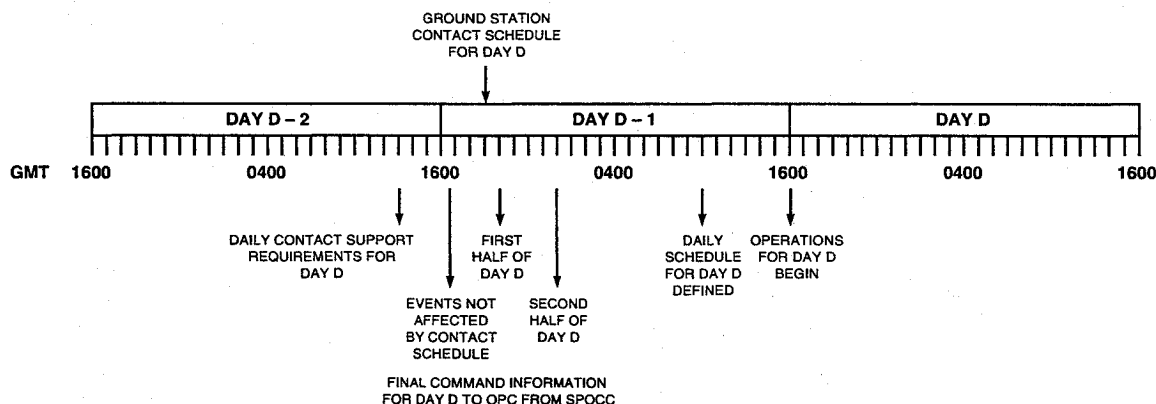 GROUND STATION
CONTACT SCHEDULE
FOR DAY D
DAY D – 2 DAY D – 1 DAY D
GMT 1600 0400 1600 0400 1600 0400 1600
DAILY CONTACT SUPPORT
REQUIREMENTS FOR
DAY D
FIRST
HALF OF
DAY D
DAILY
SCHEDULE
FOR DAY D
DEFINED
OPERATIONS
FOR DAY D
BEGIN
EVENTS NOT
AFFECTED
BY CONTACT
SCHEDULE
SECOND
HALF OF
DAY D
FINAL COMMAND INFORMATION
FOR DAY D TO OPC FROM SPOCC